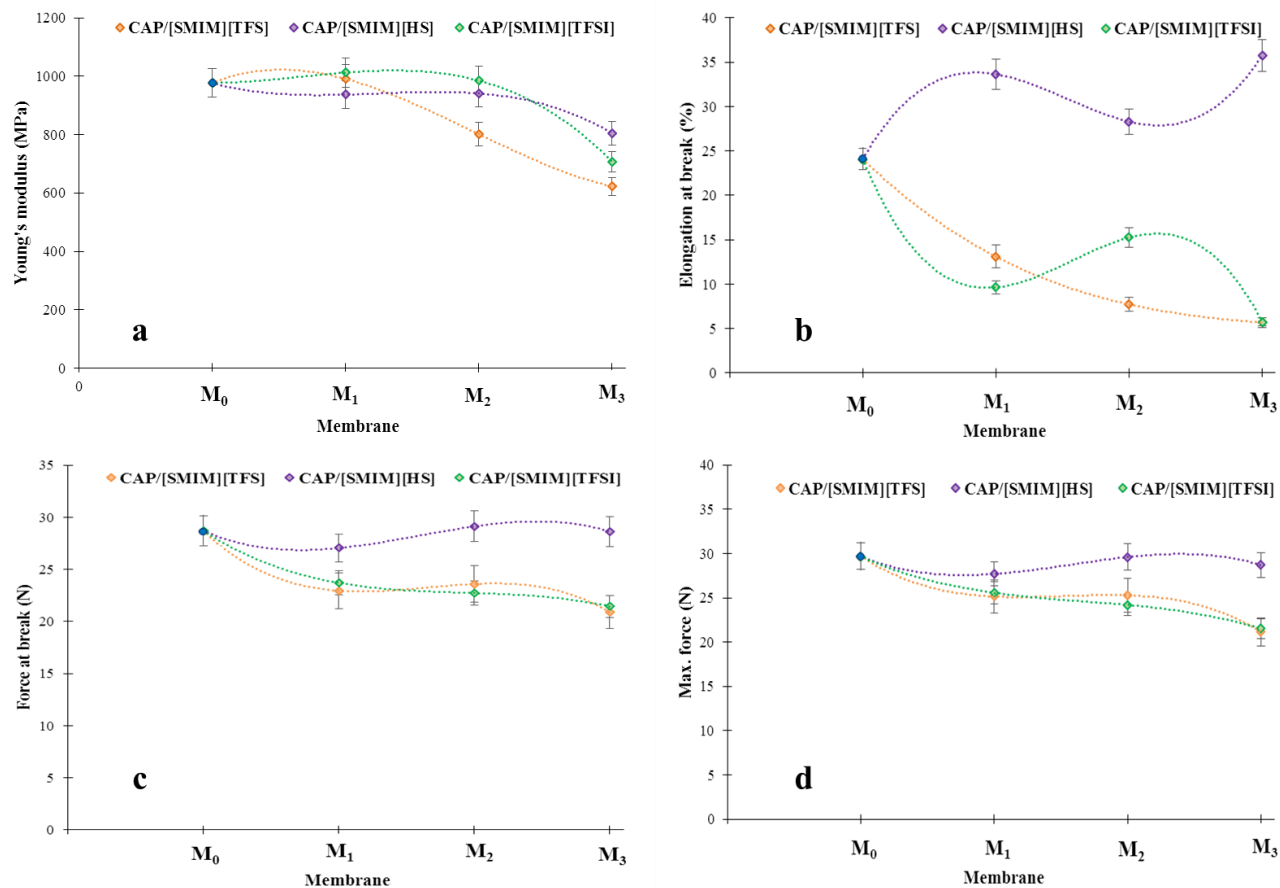 CAP/[SMIM][TFS] CAP/[SMIM][HS] CAP/[SMIM][TFSI]
1200
1000
800
600
400
200
0
0
Young's modulus (MPa)
a
M₀ M₁ M₂ M₃
Membrane
CAP/[SMIM][TFS] CAP/[SMIM][HS] CAP/[SMIM][TFSI]
40
35
30
25
20
15
10
5
0
Elongation at break (%)
b
M₀ M₁ M₂ M₃
Membrane
CAP/[SMIM][TFS] CAP/[SMIM][HS] CAP/[SMIM][TFSI]
35
30
25
20
15
10
5
0
Force at break (N)
c
M₀ M₁ M₂ M₃
Membrane
CAP/[SMIM][TFS] CAP/[SMIM][HS] CAP/[SMIM][TFSI]
40
35
30
25
20
15
10
5
0
Max. force (N)
d
M₀ M₁ M₂ M₃
Membrane